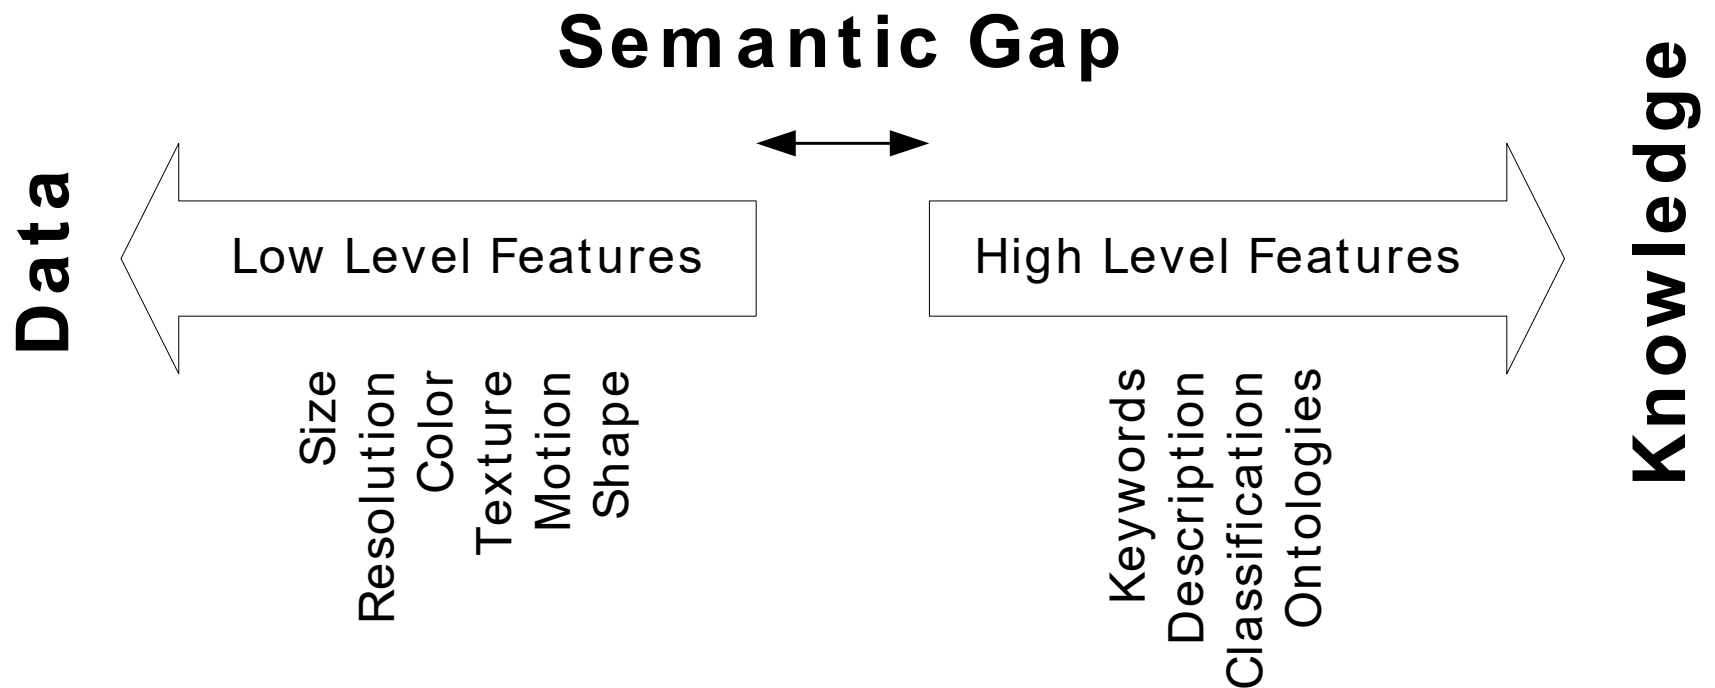 Semantic Gap
Data
Low Level Features
High Level Features
Knowledge
Size
Resolution
Color
Texture
Motion
Shape
Keywords
Description
Classification
Ontologies